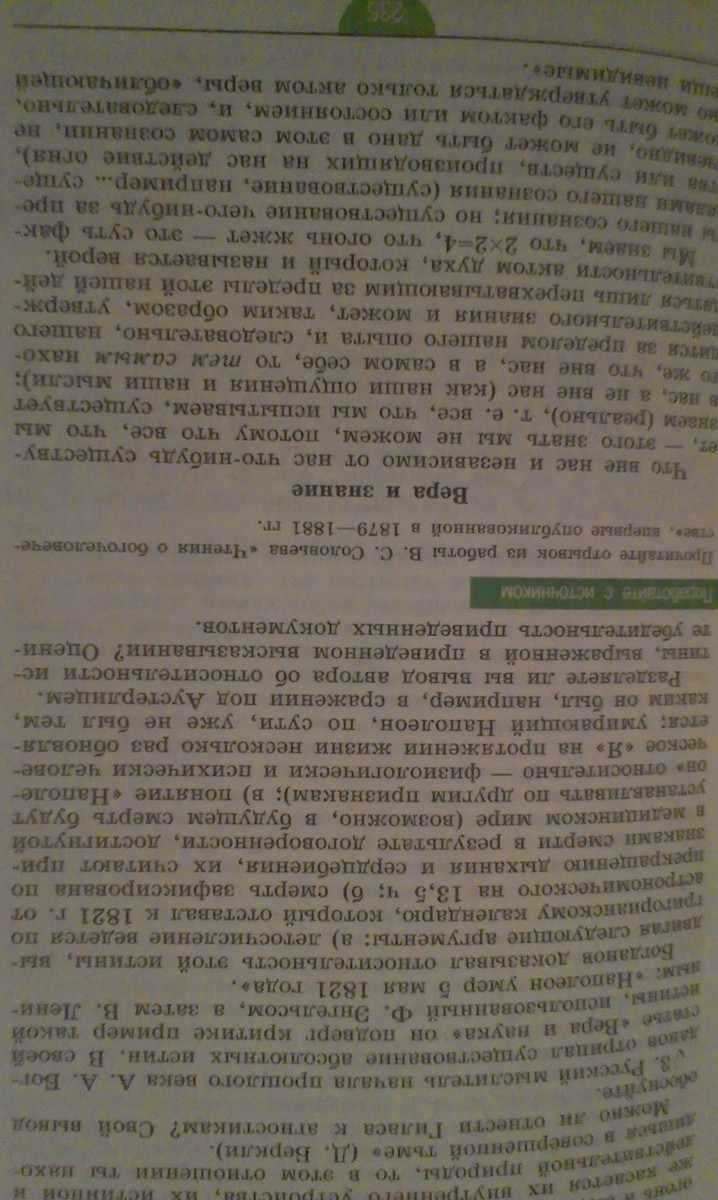 огонь
же касается их внутреннего устройства, их истинной и
действительной природы, то в этом отношении ты нахо-
дишься в совершенной тьме» (Д. Беркли).
Можно ли отнести Гиласа к агностикам? Свой вывод
обоснуйте.
√3. Русский мыслитель начала прошлого века А. А. Бог-
данов отрицал существование абсолютных истин. В своей
статье «Вера и наука» он подверг критике пример такой
истины, использованный Ф. Энгельсом, а затем В. Лени-
ным: «Наполеон умер 5 мая 1821 года».
Богданов доказывал относительность этой истины, вы-
двигая следующие аргументы: а) летосчисление ведется по
григорианскому календарю, который отставал к 1821 г. от
астрономического на 13,5 ч; б) смерть зафиксирована по
прекращению дыхания и сердцебиения, их считают при-
знаками смерти в результате договоренности, достигнутой
в медицинском мире (возможно, в будущем смерть будут
устанавливать по другим признакам); в) понятие «Наполе-
он» относительно — физиологически и психически челове-
ческое «Я» на протяжении жизни несколько раз обновля-
ется; умирающий Наполеон, по сути, уже не был тем,
каким он был, например, в сражении под Аустерлицем.
Разделяете ли вы вывод автора об относительности ис-
тины, выраженной в приведенном высказывании? Оцени-
те убедительность приведенных документов.
Поработайте с источником
Прочитайте отрывок из работы В. С. Соловьева «Чтения о богочеловече-
стве», впервые опубликованной в 1879—1881 гг.
Вера и знание
Что вне нас и независимо от нас что-нибудь существу-
ет, — этого знать мы не можем, потому что все, что мы
знаем (реально), т. е. все, что мы испытываем, существует
в нас, а не вне нас (как наши ощущения и наши мысли);
то же, что вне нас, а в самом себе, то тем самым нахо-
дится за пределом нашего опыта и, следовательно, нашего
действительного знания и может, таким образом, утверж-
даться лишь перехватывающим за пределы этой нашей дей-
ствительности актом духа, который и называется верой.
Мы знаем, что 2×2=4, что огонь жжет — это суть фак-
ты нашего сознания; но существование чего-нибудь за пре-
делами нашего сознания (существование, например... суще-
ства или существ, производящих на нас действие огня),
очевидно, не может быть дано в этом самом сознании, не
может быть его фактом или состоянием, и, следовательно,
оно может утверждаться только актом веры, «обличающей
вещи невидимые».
235